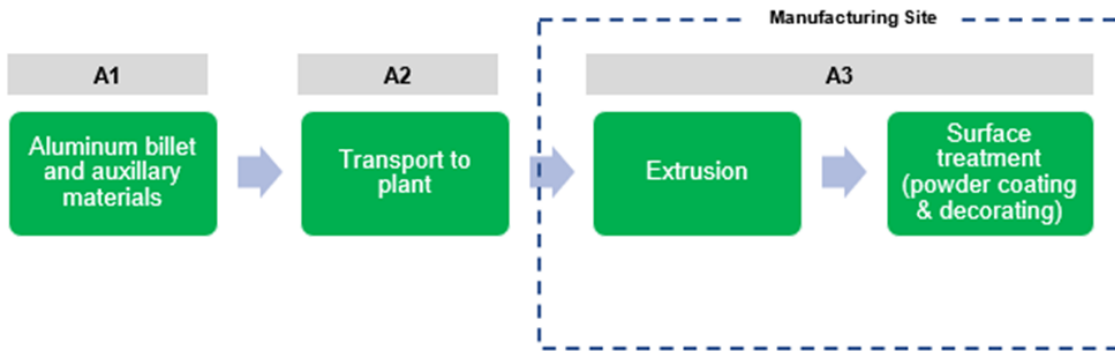 Manufacturing Site
A1
A2
A3
Aluminum billet
and auxillary
materials
Transport to
plant
Extrusion
Surface
treatment
(powder coating
& decorating)